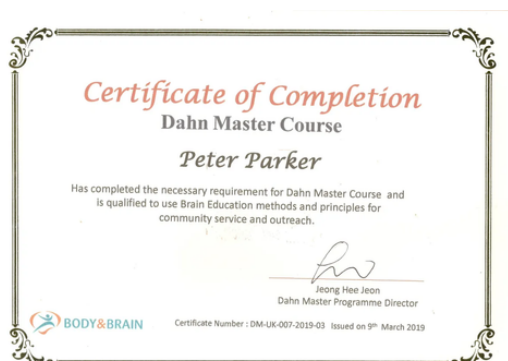 Certificate of Completion
Dahn Master Course
Peter Parker
Has completed the necessary requirement for Dahn Master Course and
is qualified to use Brain Education methods and principles for
community service and outreach.
Jeong Hee Jeon
Dahn Master Programme Director
BODY&BRAIN
Certificate Number : DM-UK-007-2019-03 Issued on 9th March 2019